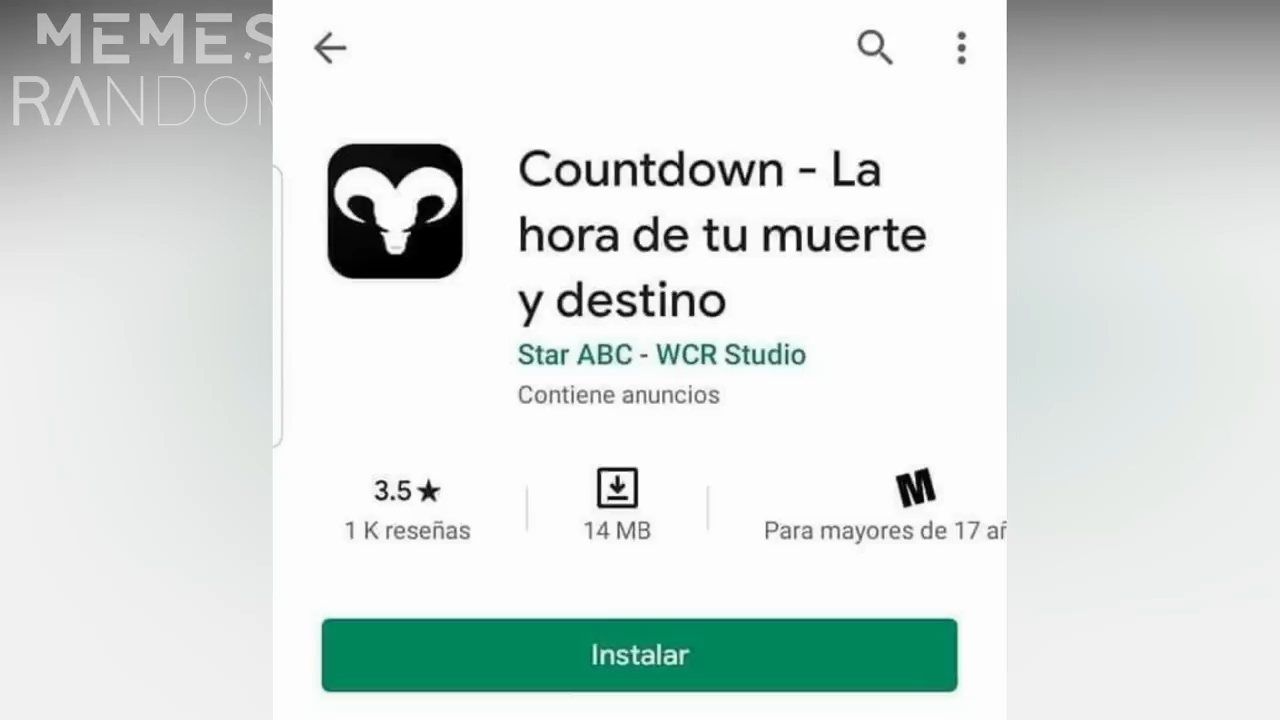 MEMES
RANDOM
Countdown - La
hora de tu muerte
y destino
Star ABC - WCR Studio
Contiene anuncios
3.5★
1 K reseñas
14 MB
M
Para mayores de 17 añ
Instalar